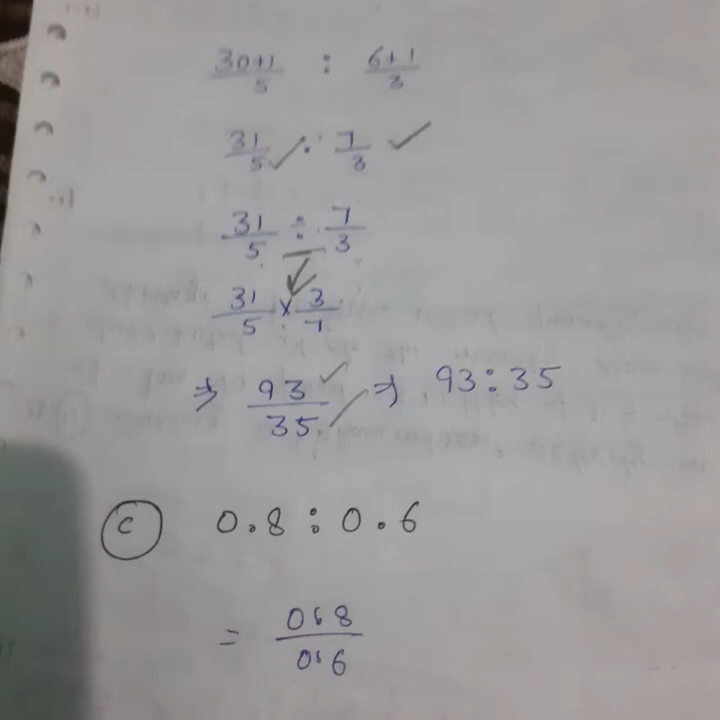 30+1/5 : 6+1/3
31/5 : 7/3
31/5 ÷ 7/3
31/5 × 3/7
⇒ 93/35 ⇒ 93:35
(c) 0.8:0.6
= 0.8/0.6